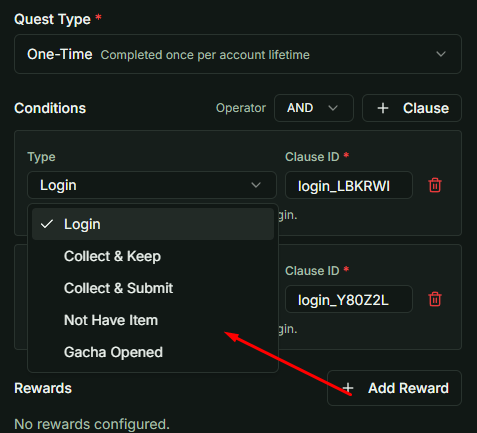 Quest Type *
One-Time Completed once per account lifetime
Conditions Operator AND + Clause
Type Clause ID *
Login login_LBKRWI
gin.
Login
Collect & Keep
Clause ID *
Collect & Submit login_Y80Z2L
Not Have Item
gin.
Gacha Opened
Rewards + Add Reward
No rewards configured.